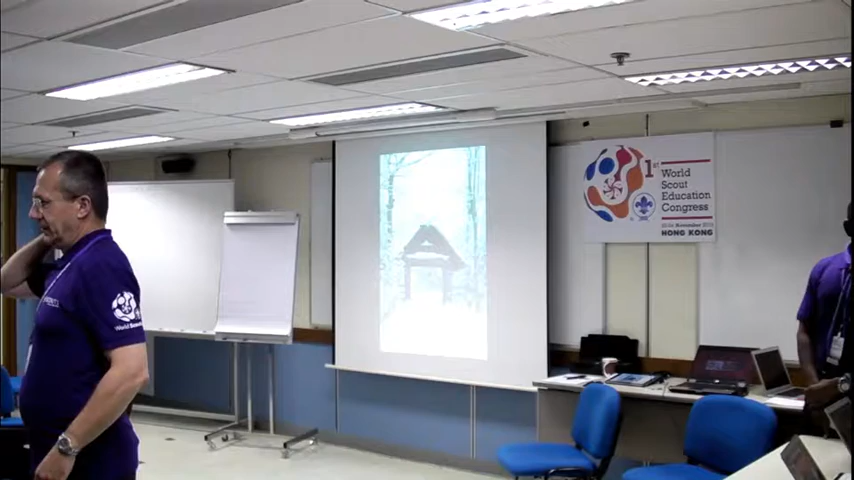 1st World
Scout
Education
Congress
HONG KONG
World Scout